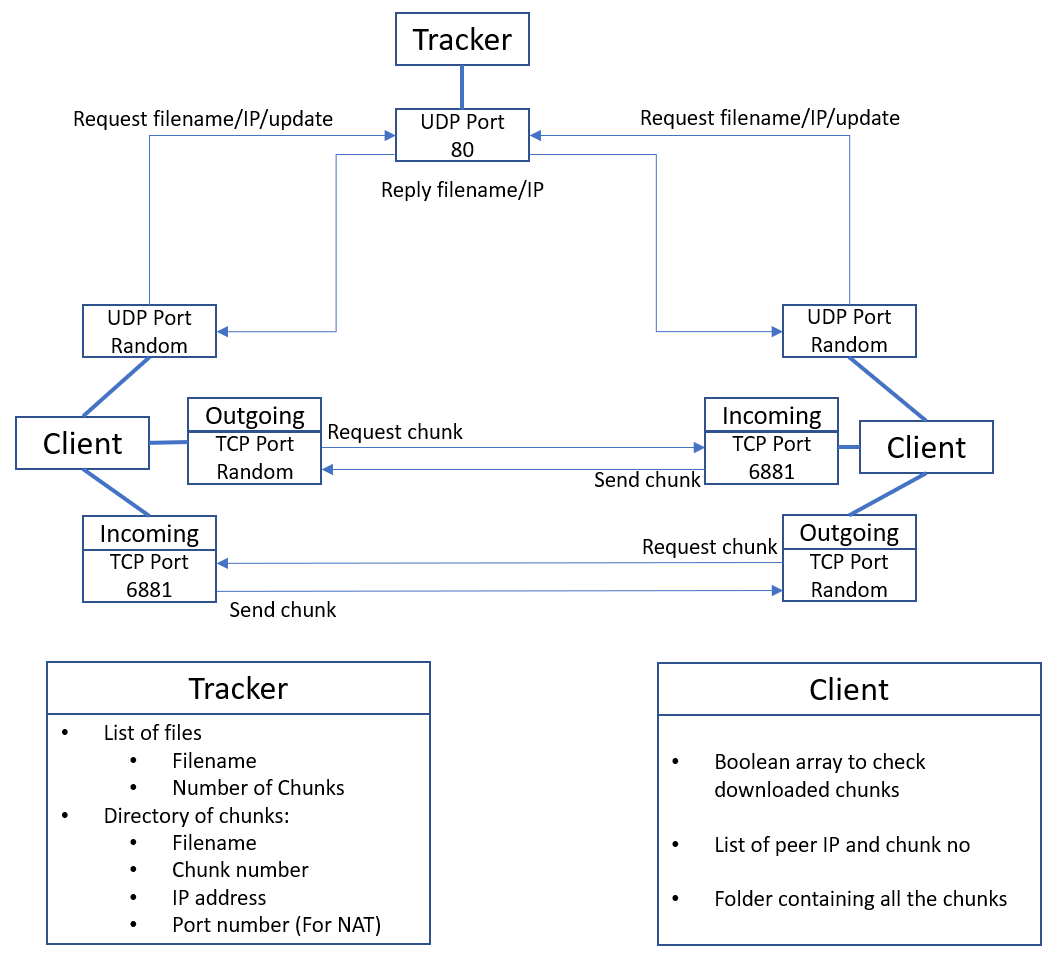 Tracker
Request filename/IP/update
UDP Port
80
Request filename/IP/update
Reply filename/IP
UDP Port
Random
UDP Port
Random
Client
Outgoing
TCP Port
Random
Request chunk
Send chunk
Incoming
TCP Port
6881
Client
Incoming
TCP Port
6881
Request chunk
Send chunk
Outgoing
TCP Port
Random
Tracker
• List of files
• Filename
• Number of Chunks
• Directory of chunks:
• Filename
• Chunk number
• IP address
• Port number (For NAT)
Client
• Boolean array to check
downloaded chunks
• List of peer IP and chunk no
• Folder containing all the chunks